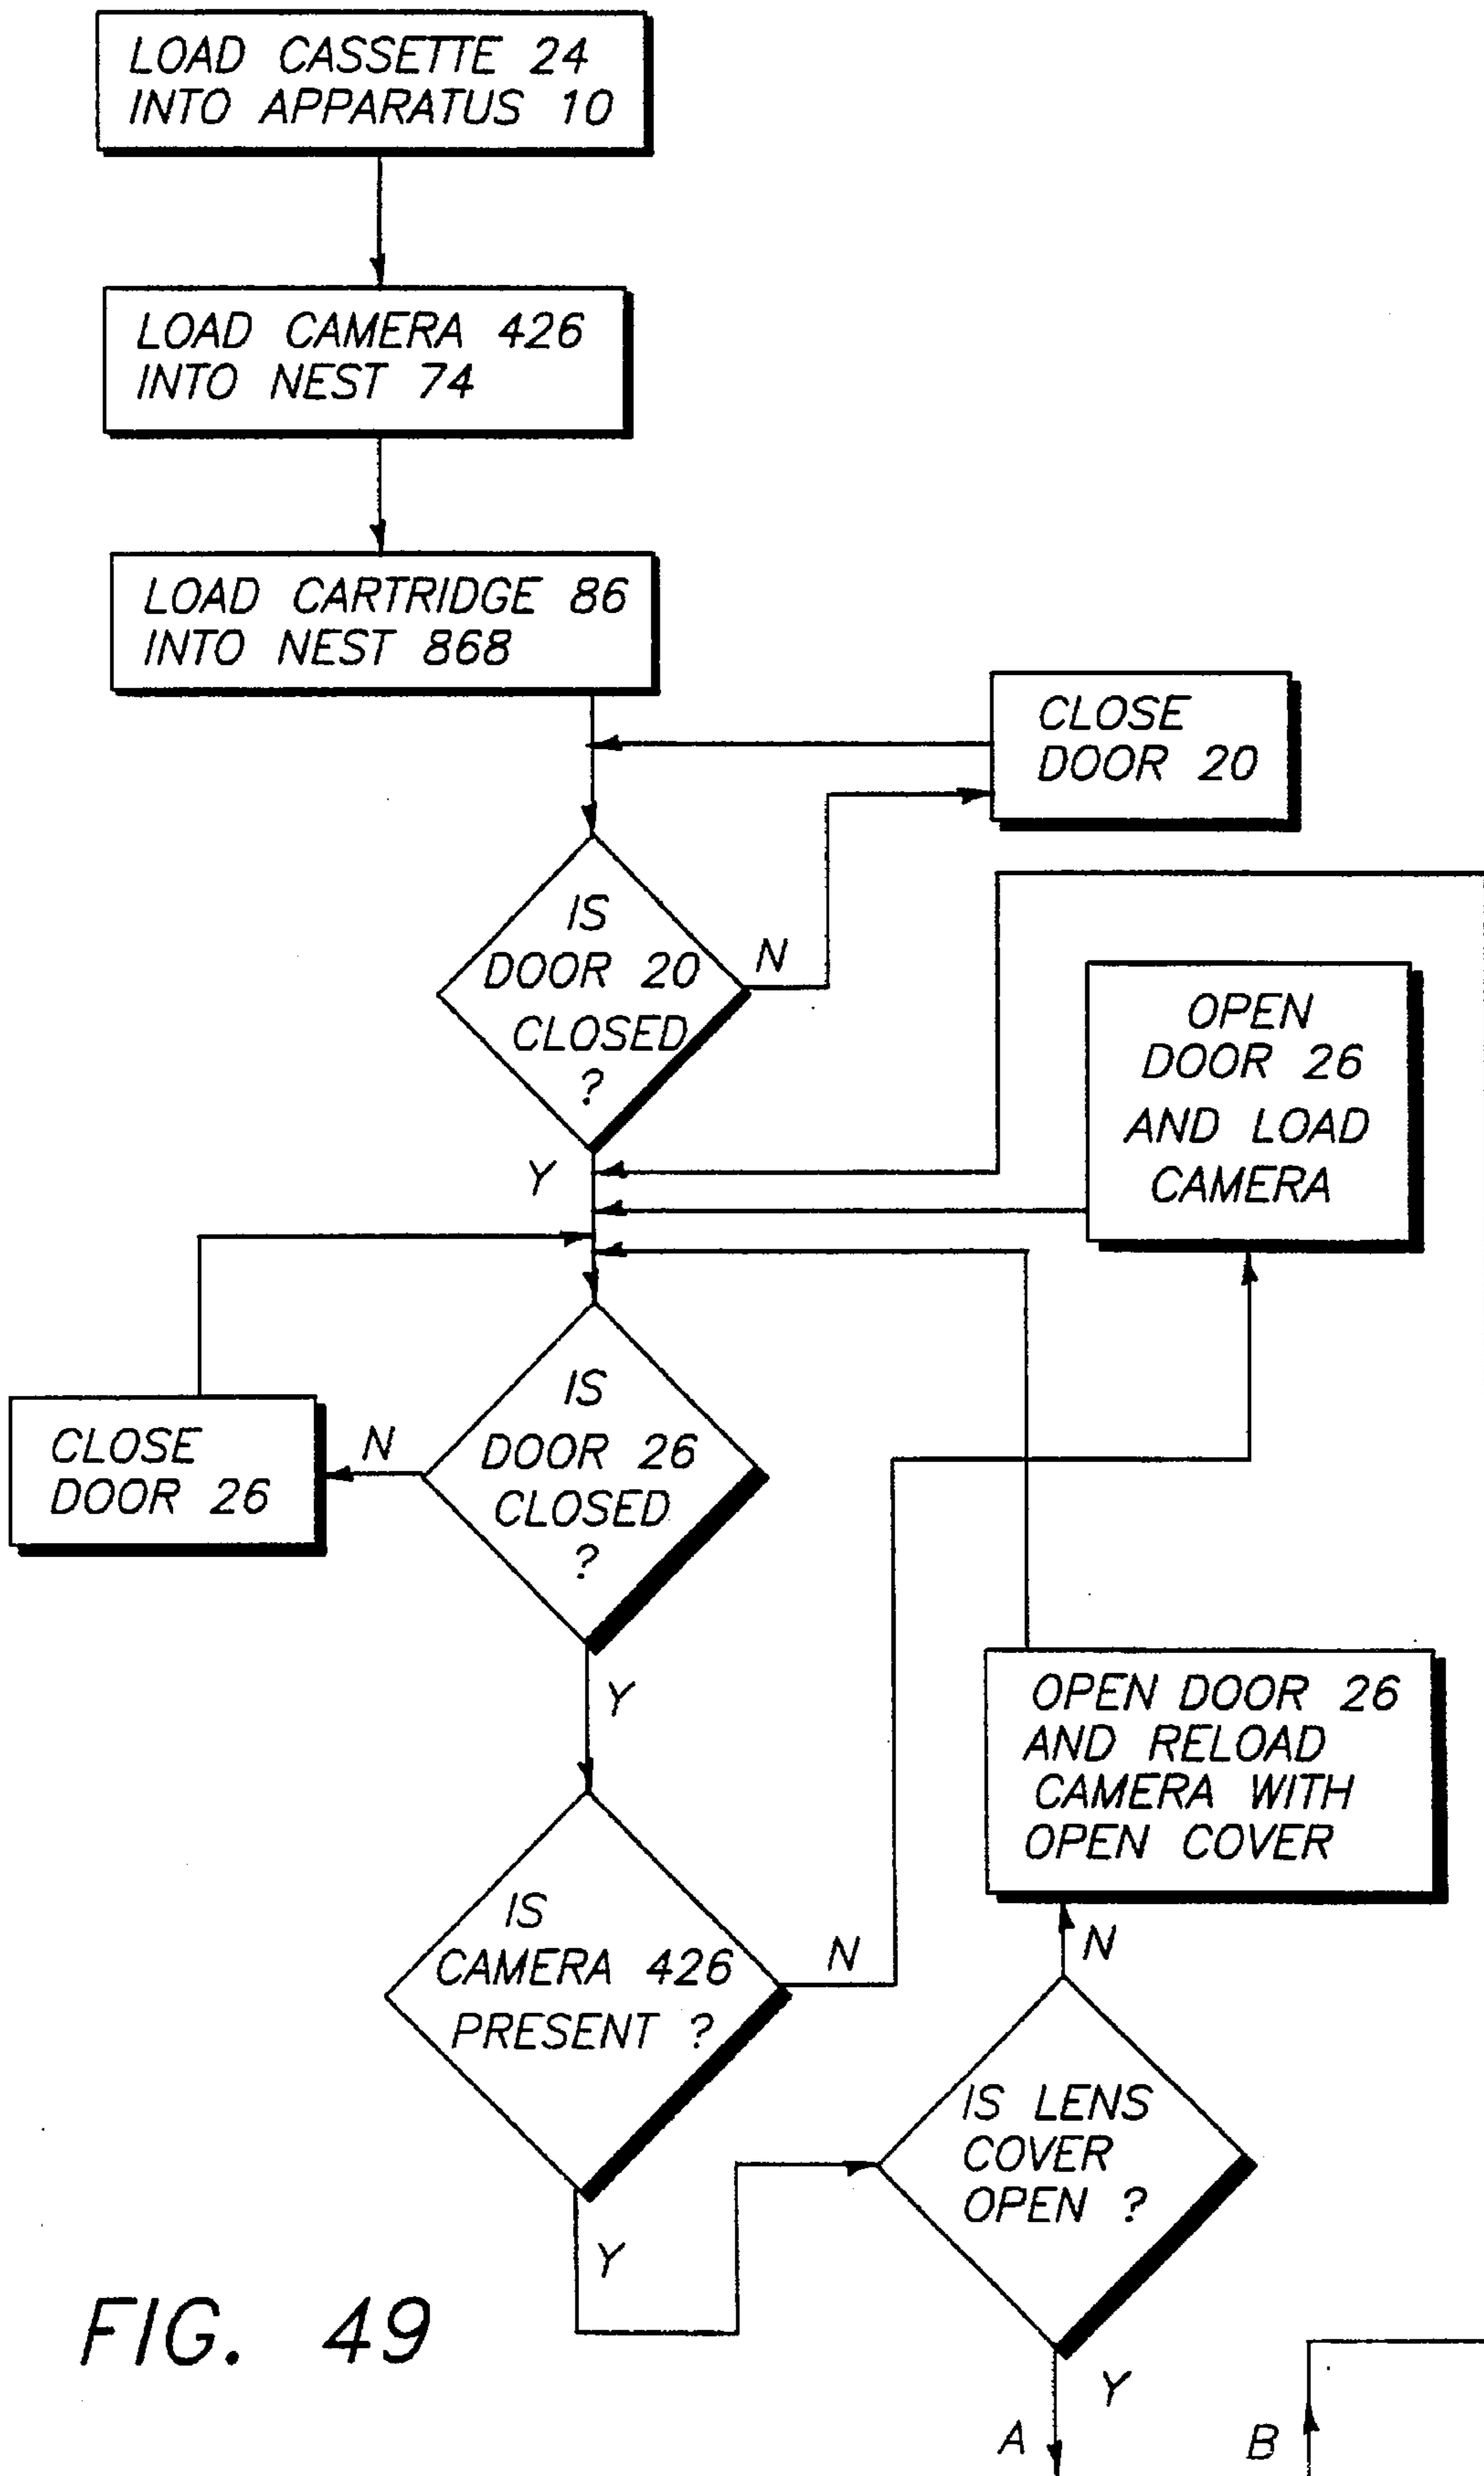 LOAD CASSETTE 24
INTO APPARATUS 10
LOAD CAMERA 426
INTO NEST 74
LOAD CARTRIDGE 86
INTO NEST 868
CLOSE
DOOR 20
IS
DOOR 20
CLOSED
?
N
Y
OPEN
DOOR 26
AND LOAD
CAMERA
CLOSE
DOOR 26
N
IS
DOOR 26
CLOSED
?
Y
OPEN DOOR 26
AND RELOAD
CAMERA WITH
OPEN COVER
IS
CAMERA 426
PRESENT ?
N
Y
N
IS LENS
COVER
OPEN ?
Y
A
B
FIG. 49